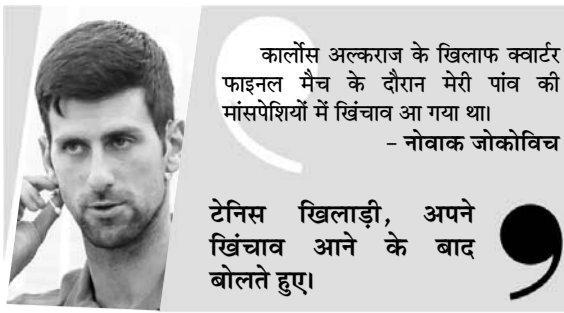 कार्लोस अल्कराज के खिलाफ क्वार्टर
फाइनल मैच के दौरान मेरी पांव की
मांसपेशियों में खिंचाव आ गया था।
– नोवाक जोकोविच
टेनिस खिलाड़ी, अपने
खिंचाव आने के बाद
बोलते हुए।